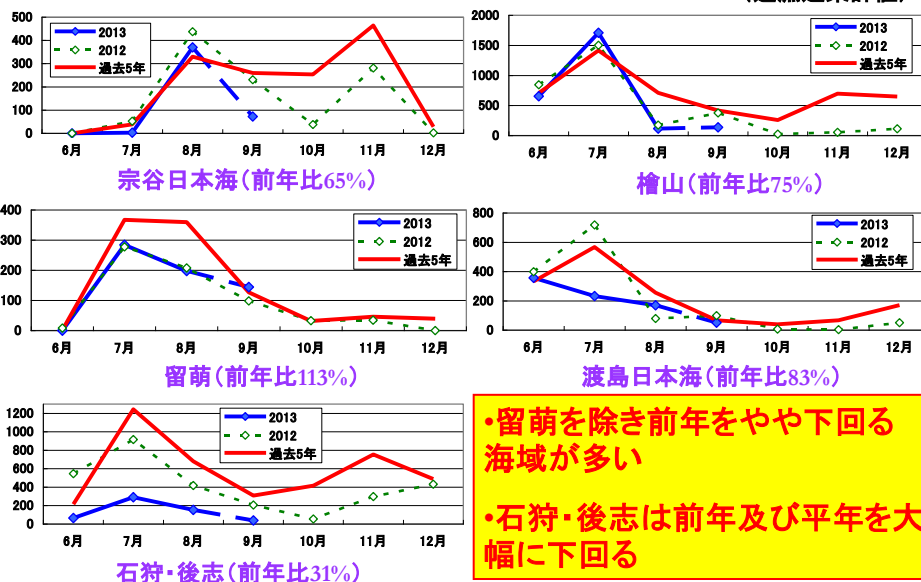 500
400
300
200
100
0
2013
2012
過去5年
6月 7月 8月 9月 10月 11月 12月
宗谷日本海（前年比65%）
2000
1500
1000
500
0
2013
2012
過去5年
6月 7月 8月 9月 10月 11月 12月
檜山（前年比75%）
400
300
200
100
0
2013
2012
過去5年
6月 7月 8月 9月 10月 11月 12月
留萌（前年比113%）
800
600
400
200
0
2013
2012
過去5年
6月 7月 8月 9月 10月 11月 12月
渡島日本海（前年比83%）
1200
1000
800
600
400
200
0
2013
2012
過去5年
6月 7月 8月 9月 10月 11月 12月
石狩・後志（前年比31%）
•留萌を除き前年をやや下回る
海域が多い
•石狩・後志は前年及び平年を大
幅に下回る